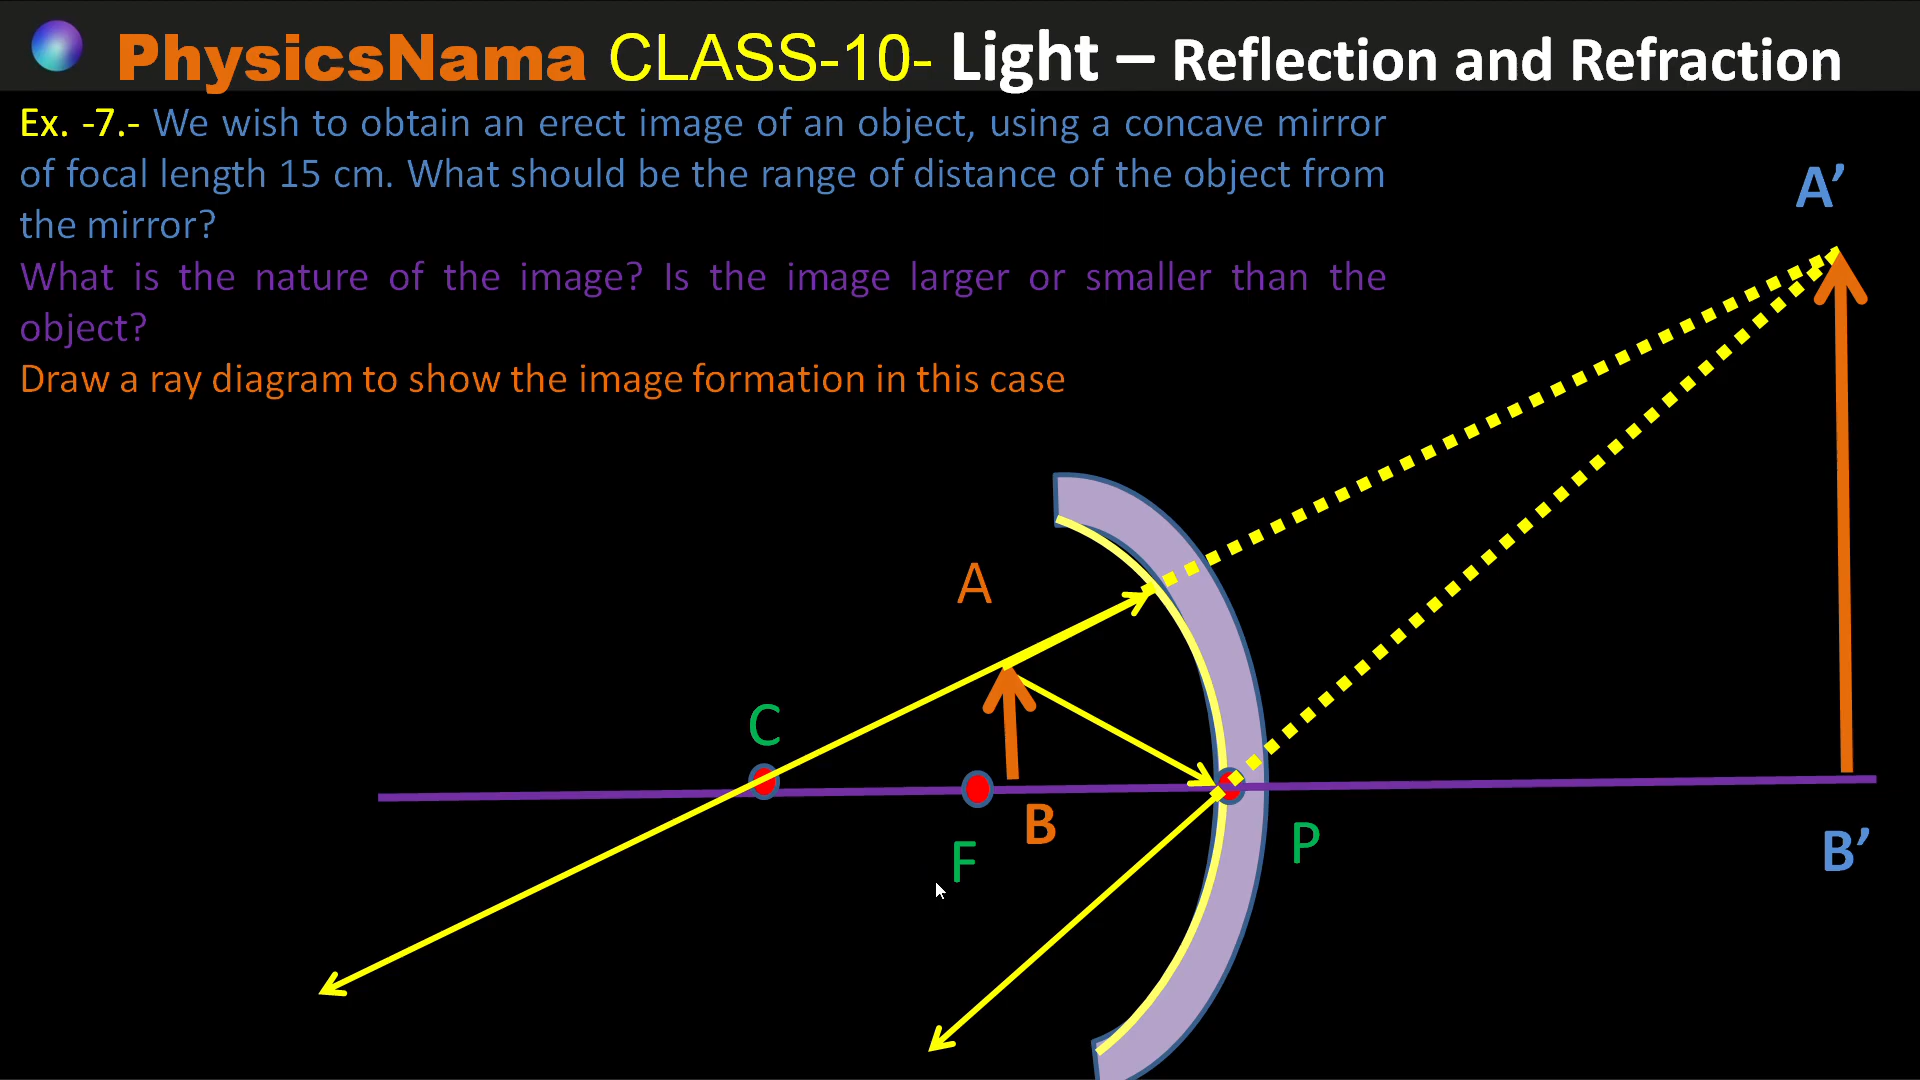 PhysicsNama CLASS-10- Light – Reflection and Refraction
Ex. -7.- We wish to obtain an erect image of an object, using a concave mirror
of focal length 15 cm. What should be the range of distance of the object from
the mirror?
What is the nature of the image? Is the image larger or smaller than the
object?
Draw a ray diagram to show the image formation in this case
A’
A
C
B
F
P
B’